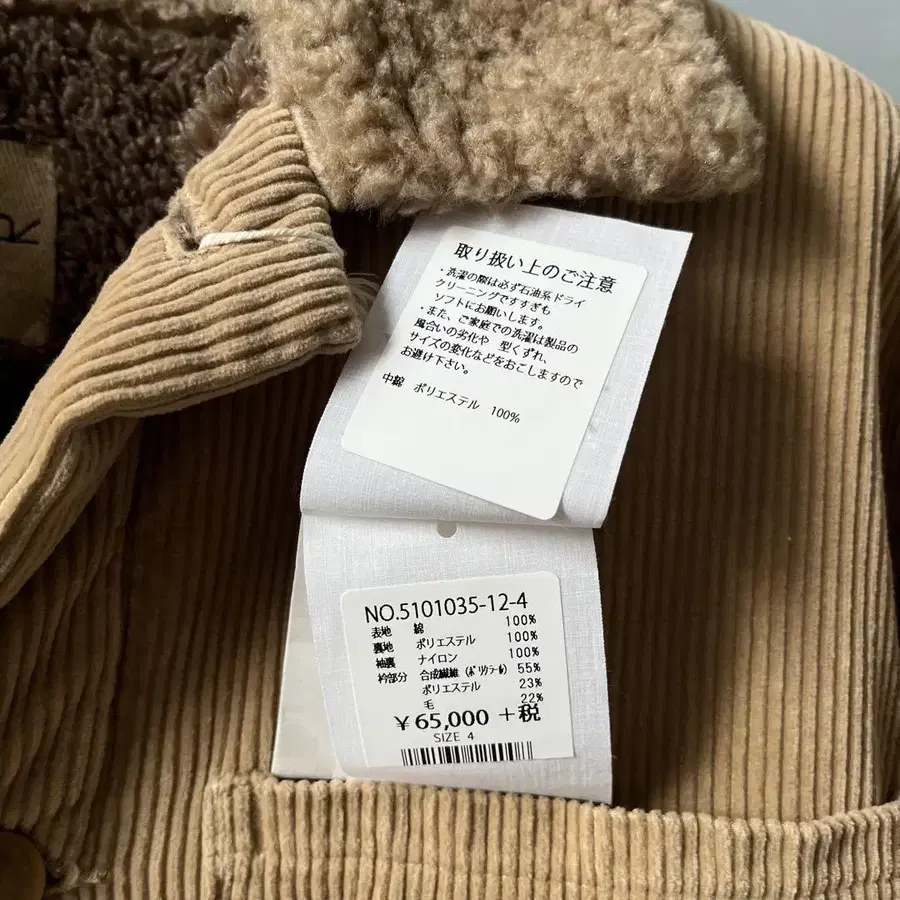 取り扱い上のご注意
・洗濯の際は必ず石油系ドライ
クリーニングですすぎも
ソフトにお願いします。
・また、ご家庭での洗濯は製品の
風合いの劣化や 型くずれ、
サイズの変化などをおこしますので
お避け下さい。
中綿 ポリエステル 100%
NO.5101035-12-4
表地 綿 100%
裏地 ポリエステル 100%
袖裏 ナイロン 100%
衿部分 合成繊維(ポリクラール) 55%
ポリエステル 23%
毛 22%
¥65,000 +税
SIZE 4
R